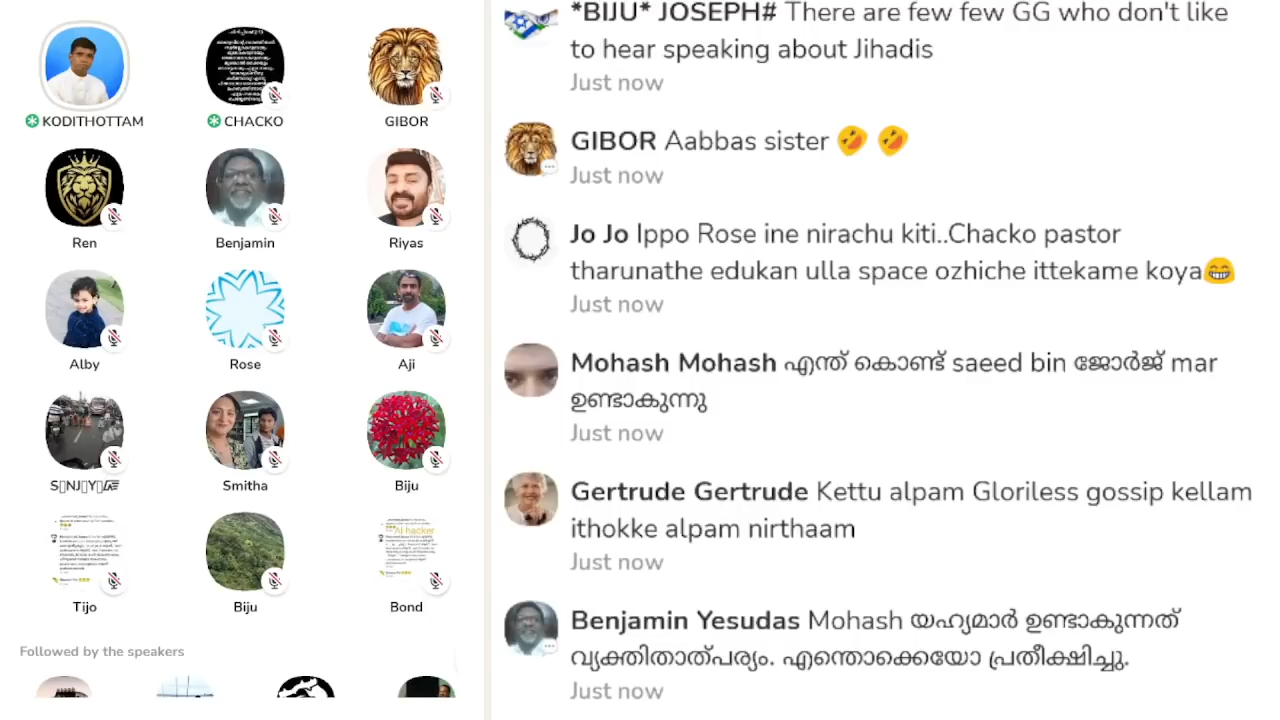 KODITHOTTAM
CHACKO
GIBOR
Ren
Benjamin
Riyas
Alby
Rose
Aji
Smitha
Biju
AI hacker
Tijo
Biju
Bond
Followed by the speakers
*BIJU* JOSEPH# There are few few GG who don't like
to hear speaking about Jihadis
Just now
GIBOR Aabbas sister 🤣 🤣
Just now
Jo Jo Ippo Rose ine nirachu kiti..Chacko pastor
tharunathe edukan ulla space ozhiche ittekame koya😁
Just now
Mohash Mohash എന്ത് കൊണ്ട് saeed bin ജോർജ് mar
ഉണ്ടാകുന്നു
Just now
Gertrude Gertrude Kettu alpam Gloriless gossip kellam
ithokke alpam nirthaam
Just now
Benjamin Yesudas Mohash യഹ്യമാർ ഉണ്ടാകുന്നത്
വ്യക്തിതാത്പര്യം. എന്തൊക്കെയോ പ്രതീക്ഷിച്ചു.
Just now